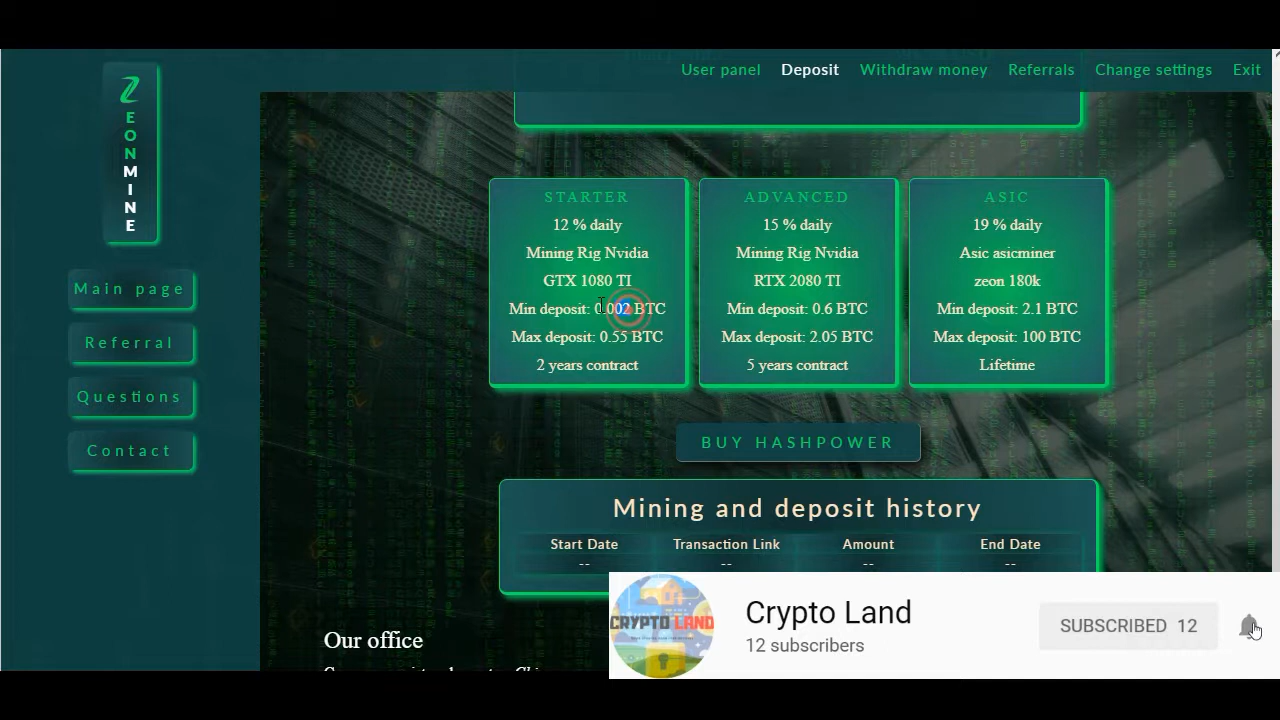 User panel Deposit Withdraw money Referrals Change settings Exit
Z
E
O
N
M
I
N
E
Main page
Referral
Questions
Contact
STARTER
12 % daily
Mining Rig Nvidia
GTX 1080 TI
Min deposit: 0.002 BTC
Max deposit: 0.55 BTC
2 years contract
ADVANCED
15 % daily
Mining Rig Nvidia
RTX 2080 TI
Min deposit: 0.6 BTC
Max deposit: 2.05 BTC
5 years contract
ASIC
19 % daily
Asic asicminer
zeon 180k
Min deposit: 2.1 BTC
Max deposit: 100 BTC
Lifetime
BUY HASHPOWER
Mining and deposit history
Start Date Transaction Link Amount End Date
-- -- -- --
Our office
CRYPTO LAND
Crypto Land
12 subscribers
SUBSCRIBED 12